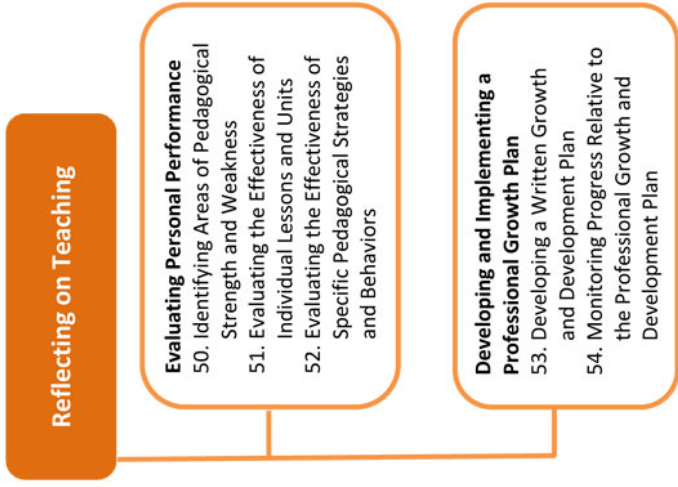 Reflecting on Teaching
Evaluating Personal Performance
50. Identifying Areas of Pedagogical
Strength and Weakness
51. Evaluating the Effectiveness of
Individual Lessons and Units
52. Evaluating the Effectiveness of
Specific Pedagogical Strategies
and Behaviors
Developing and Implementing a
Professional Growth Plan
53. Developing a Written Growth
and Development Plan
54. Monitoring Progress Relative to
the Professional Growth and
Development Plan